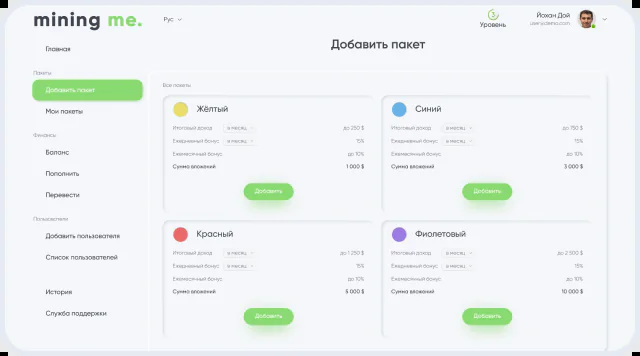 mining me.
Рус
3
Уровень
Йохан Дой
user@demo.com
Главная
Добавить пакет
Пакеты
Добавить пакет
Мои пакеты
Финансы
Баланс
Пополнить
Перевести
Пользователи
Добавить пользователя
Список пользователей
История
Служба поддержки
Все пакеты
Жёлтый
Итоговый доход в месяц до 250 $
Ежедневный бонус в месяц 15%
Ежемесячный бонус до 10%
Сумма вложений 1 000 $
Добавить
Синий
Итоговый доход в месяц до 750 $
Ежедневный бонус в месяц 15%
Ежемесячный бонус до 10%
Сумма вложений 3 000 $
Добавить
Красный
Итоговый доход в месяц до 1 250 $
Ежедневный бонус в месяц 15%
Ежемесячный бонус до 10%
Сумма вложений 5 000 $
Добавить
Фиолетовый
Итоговый доход в месяц до 2 500 $
Ежедневный бонус в месяц 15%
Ежемесячный бонус до 10%
Сумма вложений 10 000 $
Добавить